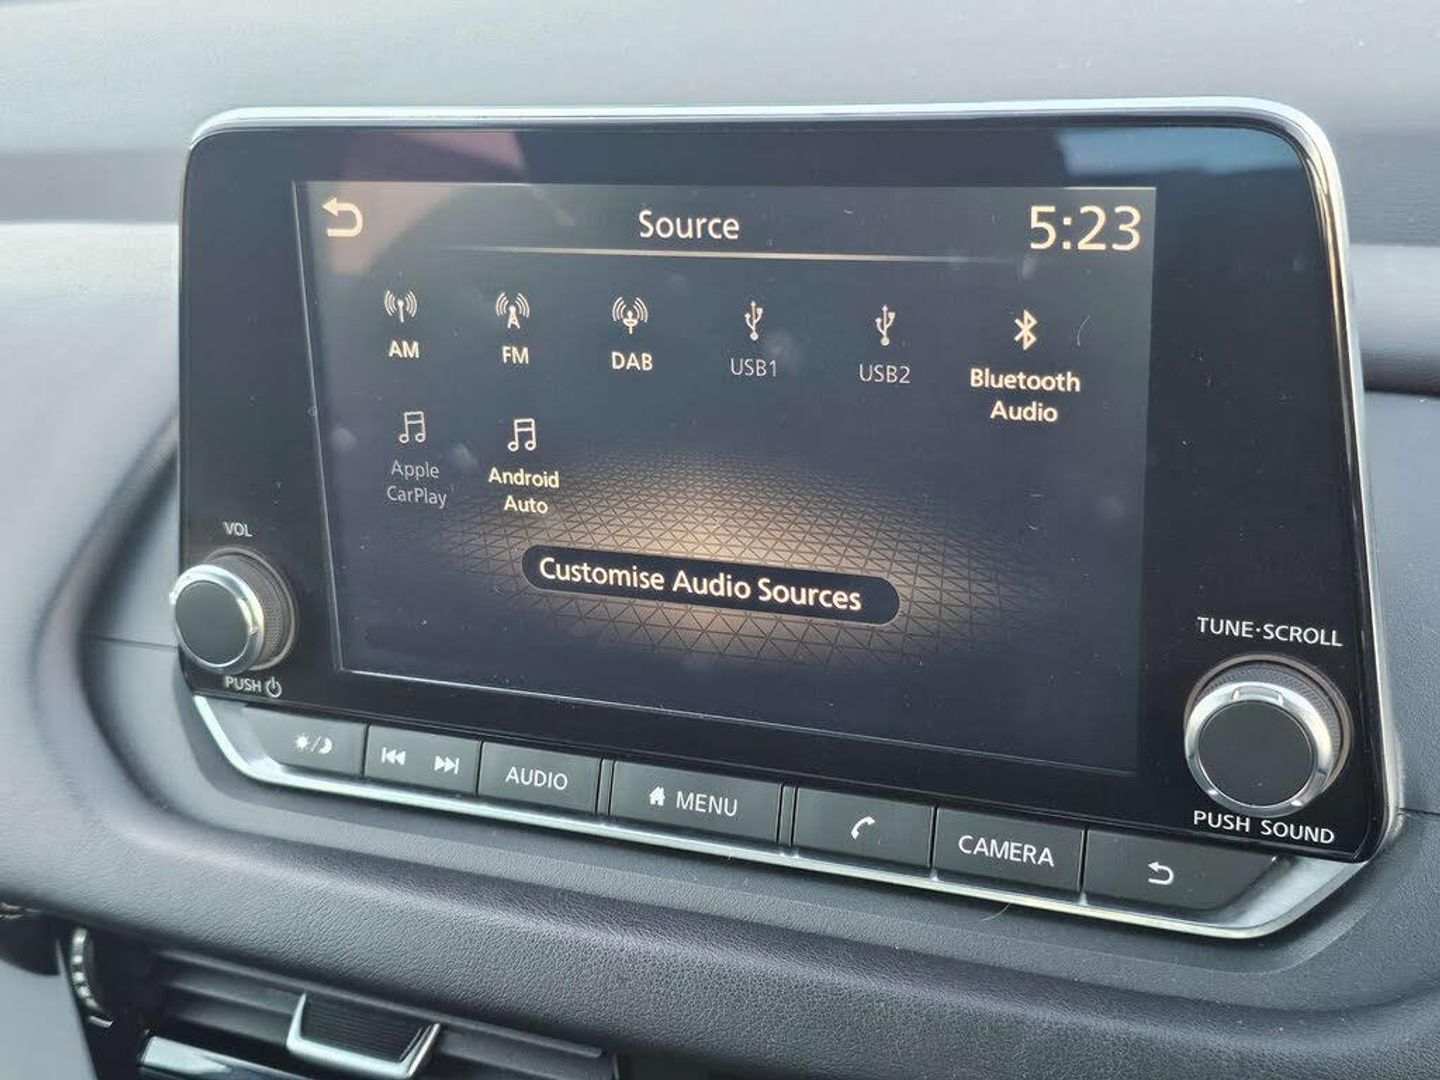 Source 5:23
AM FM DAB USB1 USB2 Bluetooth
Audio
Apple Android
CarPlay Auto
Customise Audio Sources
VOL
PUSH
TUNE·SCROLL
PUSH SOUND
AUDIO MENU CAMERA